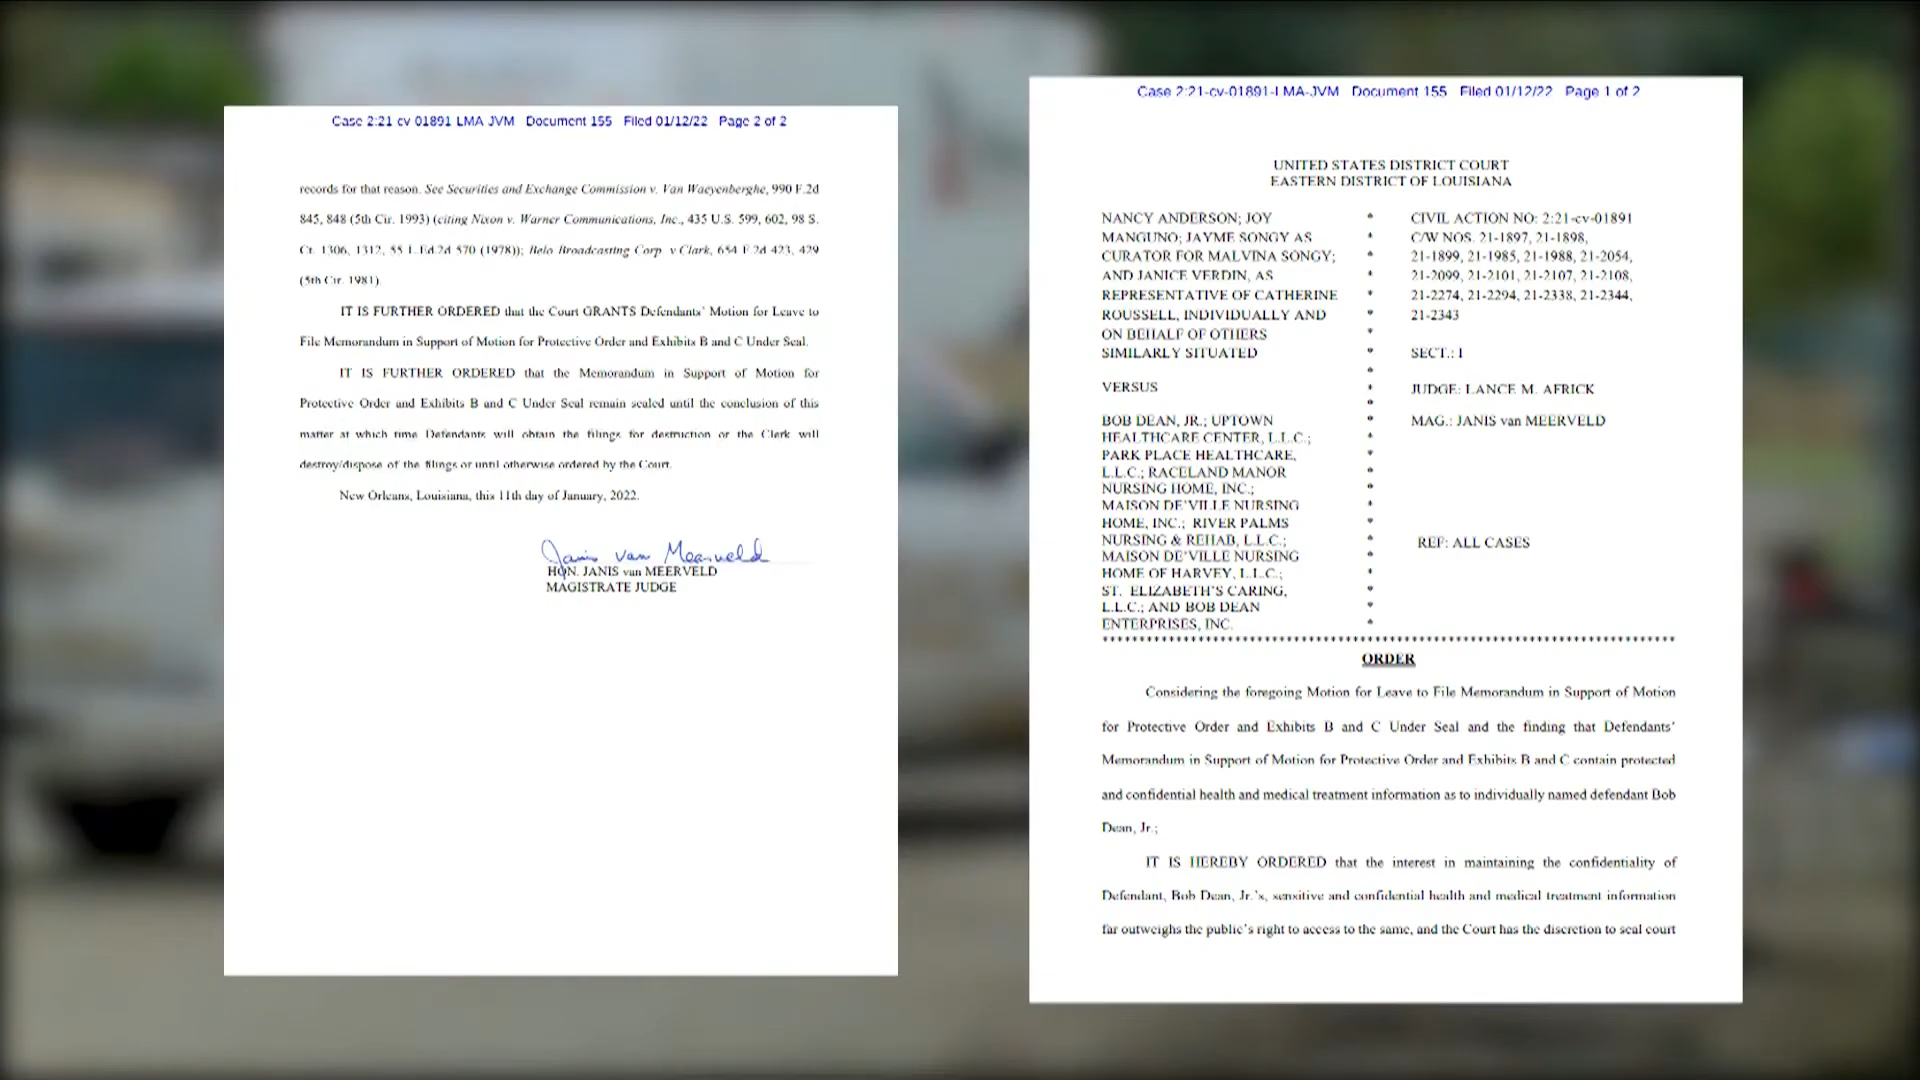 Case 2:21-cv-01891-LMA-JVM Document 155 Filed 01/12/22 Page 2 of 2
records for that reason. See Securities and Exchange Commission v. Van Waeyenberghe, 990 F.2d
845, 848 (5th Cir. 1993) (citing Nixon v. Warner Communications, Inc., 435 U.S. 599, 602, 98 S.
Ct. 1306, 1312, 55 L.Ed.2d 570 (1978)); Belo Broadcasting Corp v Clark, 654 F.2d 423, 429
(5th Cir. 1981).
IT IS FURTHER ORDERED that the Court GRANTS Defendants' Motion for Leave to
File Memorandum in Support of Motion for Protective Order and Exhibits B and C Under Seal.
IT IS FURTHER ORDERED that the Memorandum in Support of Motion for
Protective Order and Exhibits B and C Under Seal remain sealed until the conclusion of this
matter at which time Defendants will obtain the filings for destruction or the Clerk will
destroy/dispose of the filings or until otherwise ordered by the Court.
New Orleans, Louisiana, this 11th day of January, 2022.
Janis van Meerveld
HON. JANIS van MEERVELD
MAGISTRATE JUDGE
Case 2:21-cv-01891-LMA-JVM Document 155 Filed 01/12/22 Page 1 of 2
UNITED STATES DISTRICT COURT
EASTERN DISTRICT OF LOUISIANA
NANCY ANDERSON; JOY * CIVIL ACTION NO: 2:21-cv-01891
MANGUNO; JAYME SONGY AS * C/W NOS. 21-1897, 21-1898,
CURATOR FOR MALVINA SONGY; * 21-1899, 21-1985, 21-1988, 21-2054,
AND JANICE VERDIN, AS * 21-2099, 21-2101, 21-2107, 21-2108,
REPRESENTATIVE OF CATHERINE * 21-2274, 21-2294, 21-2338, 21-2344,
ROUSSELL, INDIVIDUALLY AND * 21-2343
ON BEHALF OF OTHERS *
SIMILARLY SITUATED * SECT.: I
*
VERSUS * JUDGE: LANCE M. AFRICK
*
BOB DEAN, JR.; UPTOWN * MAG.: JANIS van MEERVELD
HEALTHCARE CENTER, L.L.C.; *
PARK PLACE HEALTHCARE, *
L.L.C.; RACELAND MANOR *
NURSING HOME, INC.; *
MAISON DE'VILLE NURSING *
HOME, INC.; RIVER PALMS *
NURSING & REHAB, L.L.C.; * REF: ALL CASES
MAISON DE'VILLE NURSING *
HOME OF HARVEY, L.L.C.; *
ST. ELIZABETH'S CARING, *
L.L.C.; AND BOB DEAN *
ENTERPRISES, INC. *
******************************************************************************
ORDER
Considering the foregoing Motion for Leave to File Memorandum in Support of Motion
for Protective Order and Exhibits B and C Under Seal and the finding that Defendants'
Memorandum in Support of Motion for Protective Order and Exhibits B and C contain protected
and confidential health and medical treatment information as to individually named defendant Bob
Dean, Jr.;
IT IS HEREBY ORDERED that the interest in maintaining the confidentiality of
Defendant, Bob Dean, Jr.'s, sensitive and confidential health and medical treatment information
far outweighs the public's right to access to the same, and the Court has the discretion to seal court